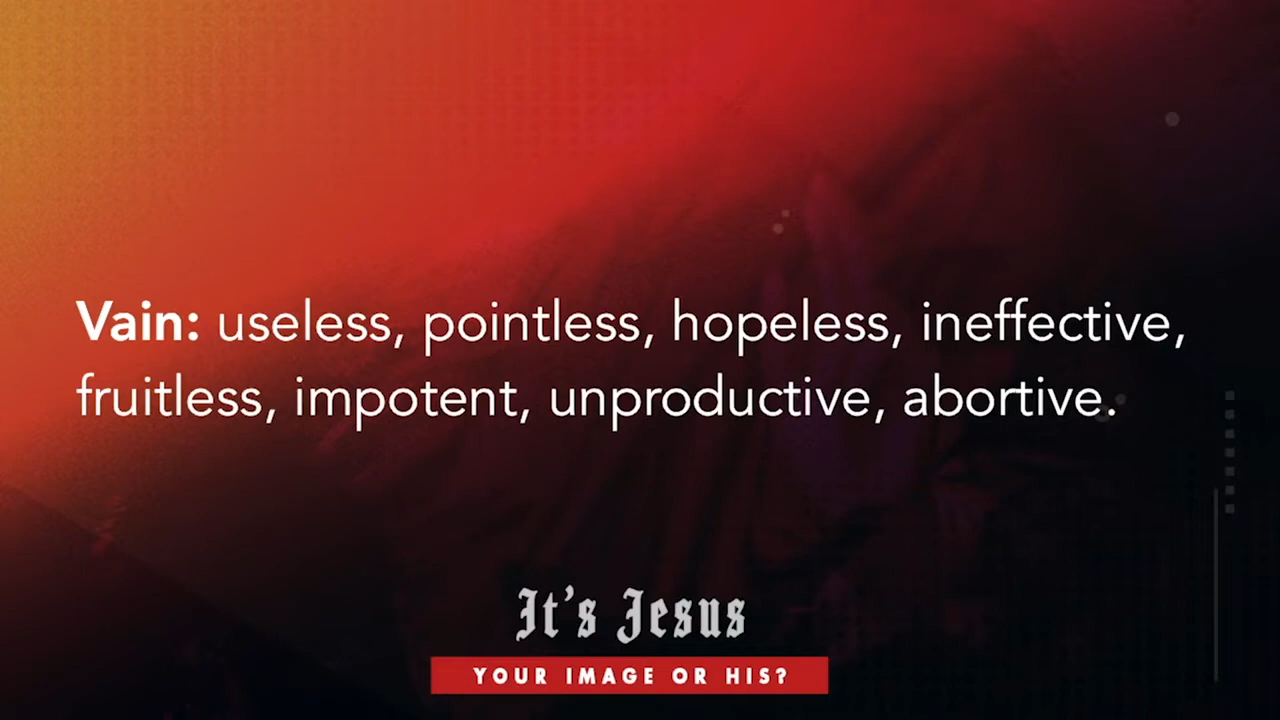 Vain: useless, pointless, hopeless, ineffective,
fruitless, impotent, unproductive, abortive.
It's Jesus
YOUR IMAGE OR HIS?